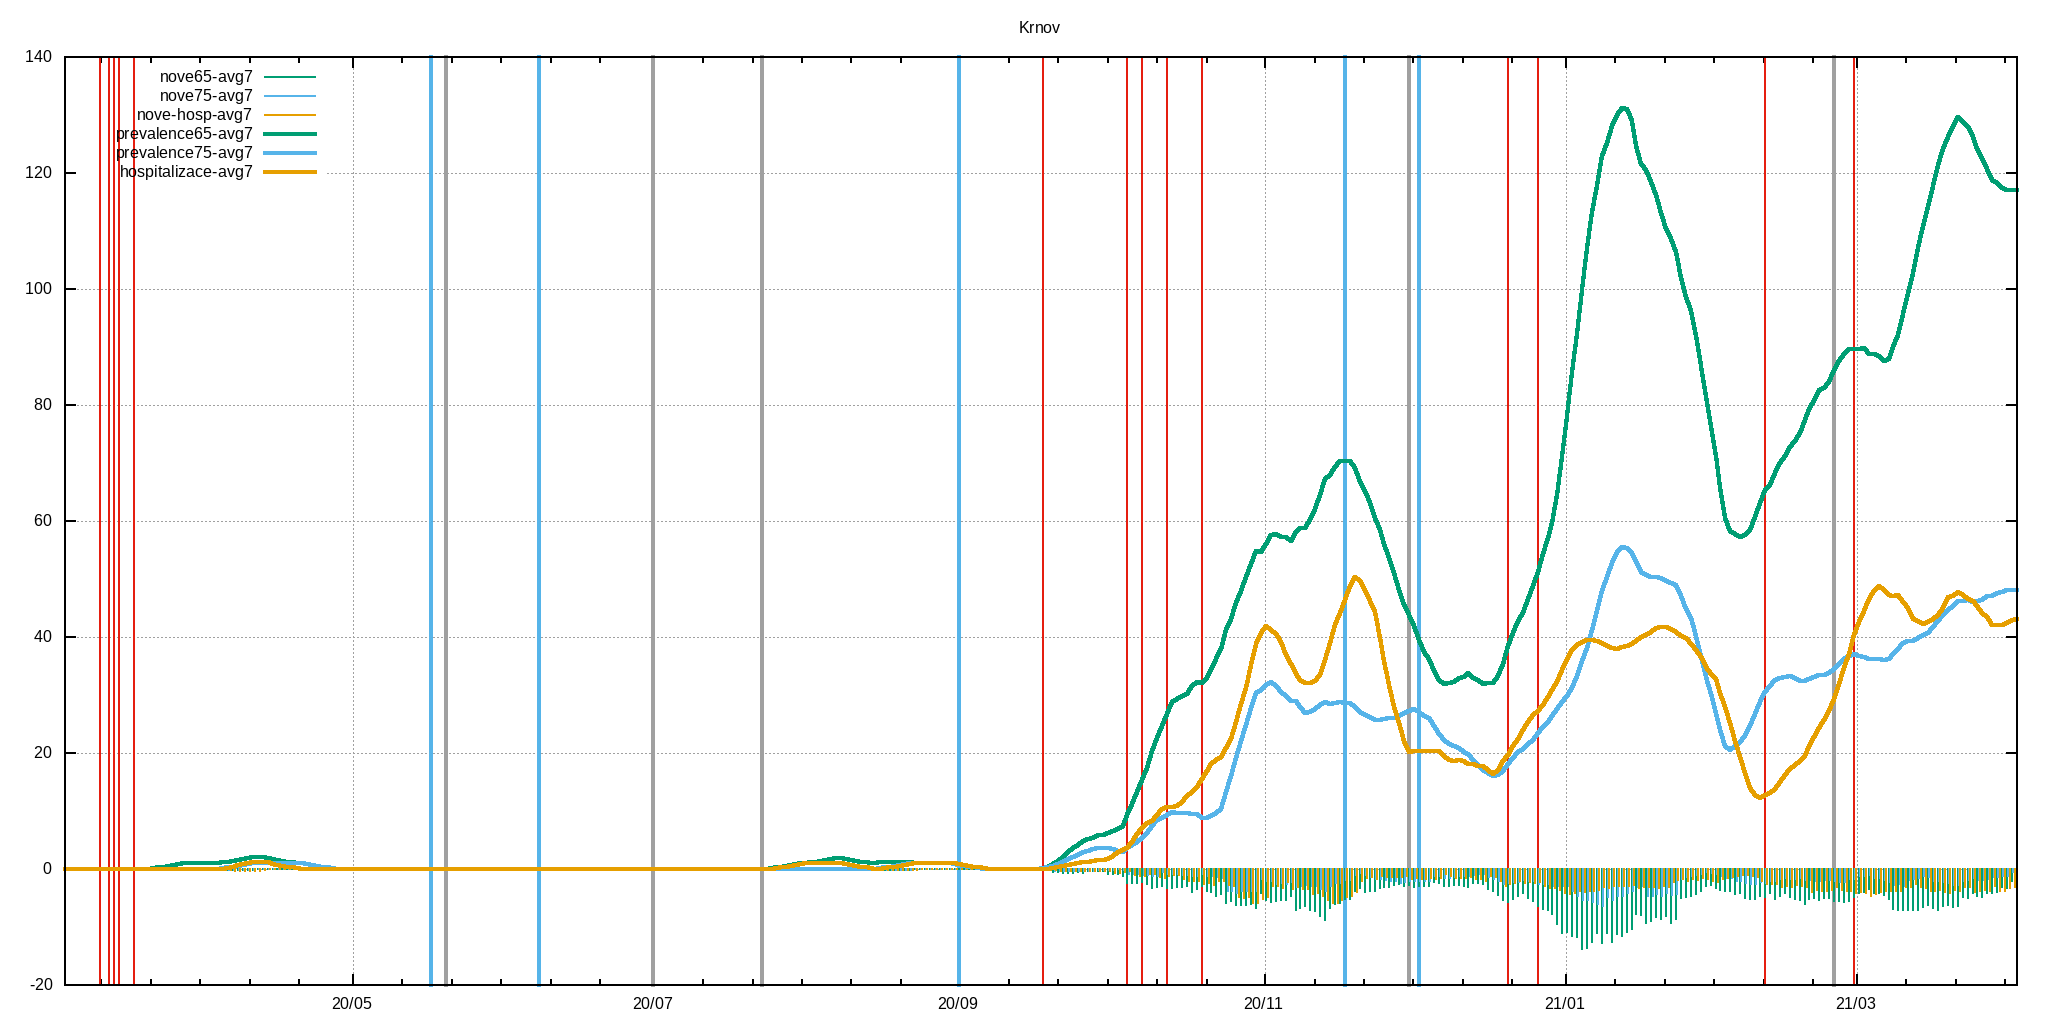 Krnov
140
nove65-avg7
nove75-avg7
nove-hosp-avg7
prevalence65-avg7
prevalence75-avg7
hospitalizace-avg7
120
100
80
60
40
20
0
-20
20/05 20/07 20/09 20/11 21/01 21/03